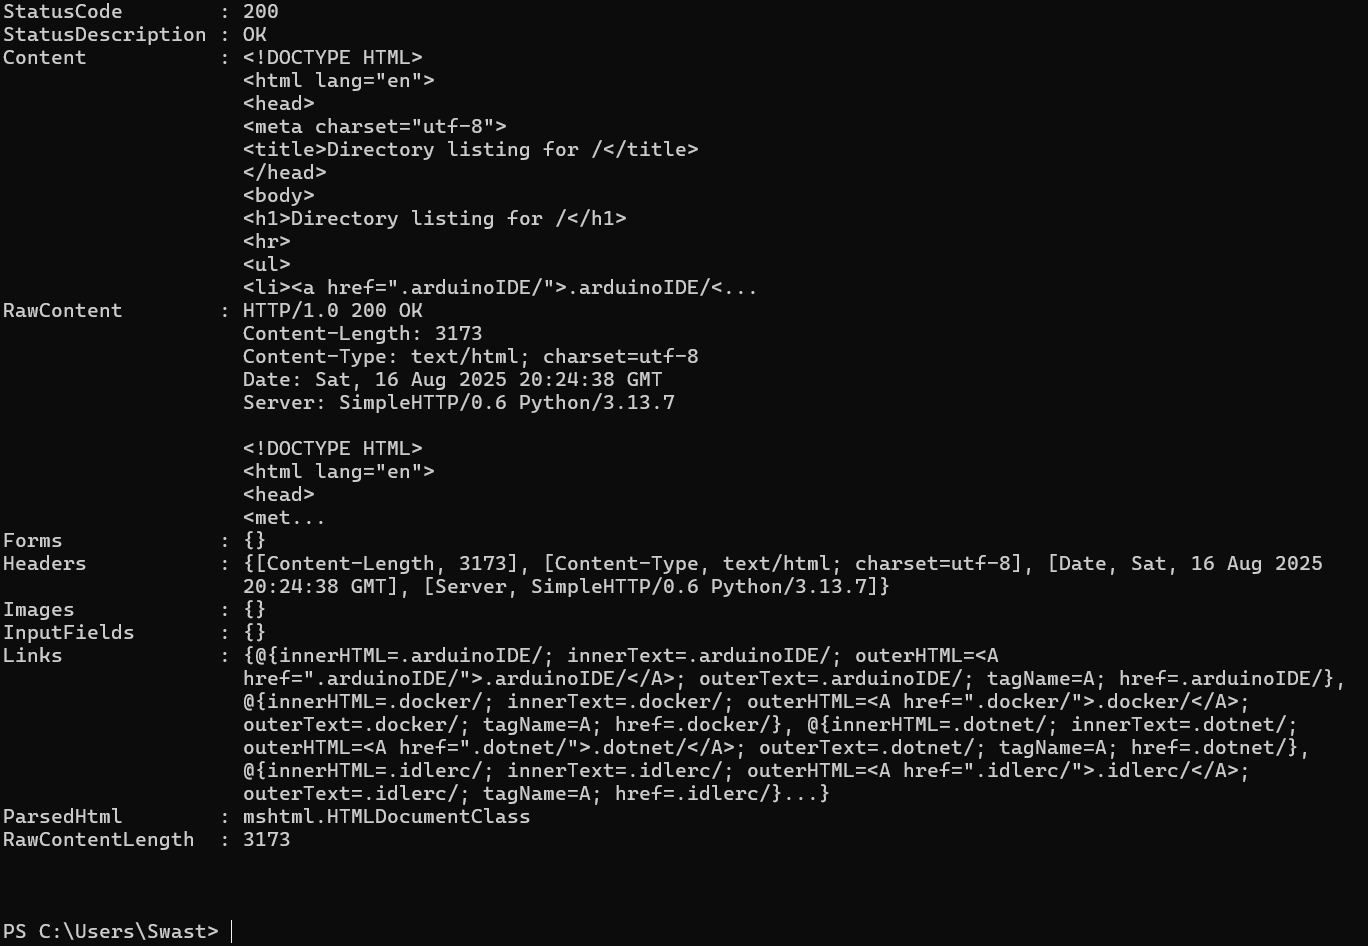 StatusCode        : 200
StatusDescription : OK
Content           : <!DOCTYPE HTML>
                    <html lang="en">
                    <head>
                    <meta charset="utf-8">
                    <title>Directory listing for /</title>
                    </head>
                    <body>
                    <h1>Directory listing for /</h1>
                    <hr>
                    <ul>
                    <li><a href=".arduinoIDE/">.arduinoIDE/<...
RawContent        : HTTP/1.0 200 OK
                    Content-Length: 3173
                    Content-Type: text/html; charset=utf-8
                    Date: Sat, 16 Aug 2025 20:24:38 GMT
                    Server: SimpleHTTP/0.6 Python/3.13.7

                    <!DOCTYPE HTML>
                    <html lang="en">
                    <head>
                    <met...
Forms             : {}
Headers           : {[Content-Length, 3173], [Content-Type, text/html; charset=utf-8], [Date, Sat, 16 Aug 2025
                    20:24:38 GMT], [Server, SimpleHTTP/0.6 Python/3.13.7]}
Images            : {}
InputFields       : {}
Links             : {@{innerHTML=.arduinoIDE/; innerText=.arduinoIDE/; outerHTML=<A
                    href=".arduinoIDE/">.arduinoIDE/</A>; outerText=.arduinoIDE/; tagName=A; href=.arduinoIDE/},
                    @{innerHTML=.docker/; innerText=.docker/; outerHTML=<A href=".docker/">.docker/</A>;
                    outerText=.docker/; tagName=A; href=.docker/}, @{innerHTML=.dotnet/; innerText=.dotnet/;
                    outerHTML=<A href=".dotnet/">.dotnet/</A>; outerText=.dotnet/; tagName=A; href=.dotnet/},
                    @{innerHTML=.idlerc/; innerText=.idlerc/; outerHTML=<A href=".idlerc/">.idlerc/</A>;
                    outerText=.idlerc/; tagName=A; href=.idlerc/}...}
ParsedHtml        : mshtml.HTMLDocumentClass
RawContentLength  : 3173

PS C:\Users\Swast>